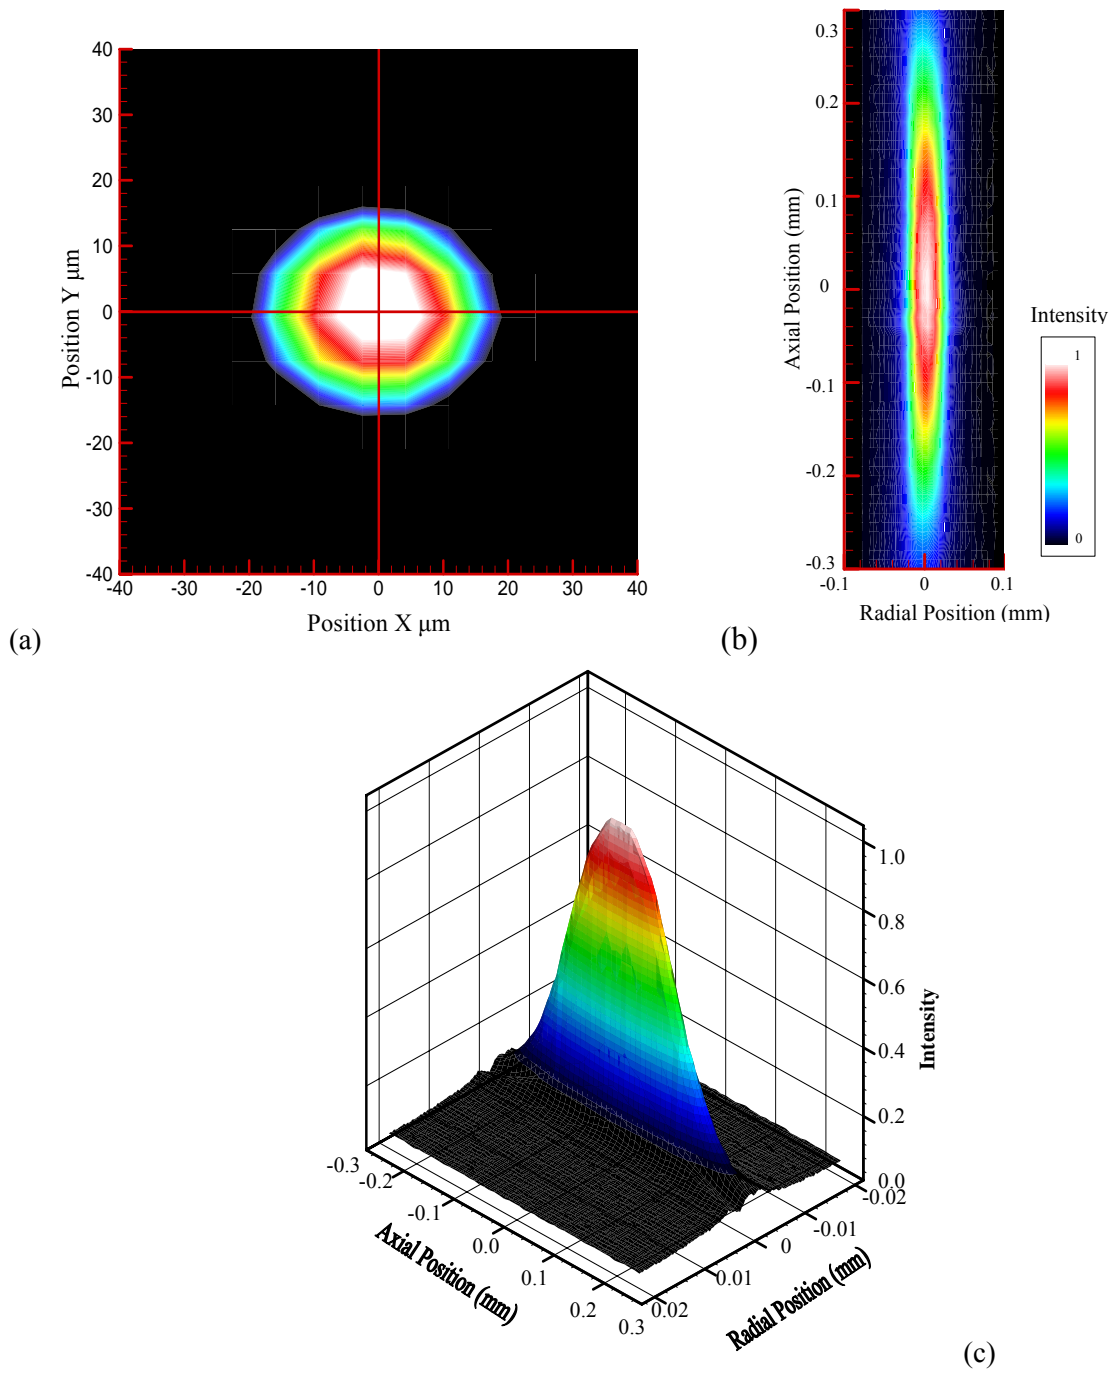 40
30
20
10
0
-10
-20
-30
-40
-40 -30 -20 -10 0 10 20 30 40
Position Y μm
Position X μm
(a)
0.3
0.2
0.1
0
-0.1
-0.2
-0.3
-0.1 0 0.1
Axial Position (mm)
Radial Position (mm)
(b)
Intensity
1
0
1.0
0.8
0.6
0.4
0.2
0.0
Intensity
-0.3
-0.2
-0.1
0.0
0.1
0.2
0.3
Axial Position (mm)
-0.02
-0.01
0
0.01
0.02
Radial Position (mm)
(c)